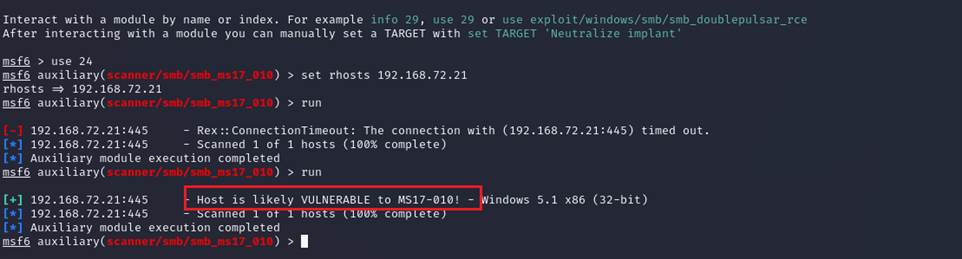 Interact with a module by name or index. For example info 29, use 29 or use exploit/windows/smb/smb_doublepulsar_rce
After interacting with a module you can manually set a TARGET with set TARGET 'Neutralize implant'
msf6 > use 24
msf6 auxiliary(scanner/smb/smb_ms17_010) > set rhosts 192.168.72.21
rhosts ⇒ 192.168.72.21
msf6 auxiliary(scanner/smb/smb_ms17_010) > run
[-] 192.168.72.21:445 - Rex::ConnectionTimeout: The connection with (192.168.72.21:445) timed out.
[*] 192.168.72.21:445 - Scanned 1 of 1 hosts (100% complete)
[*] Auxiliary module execution completed
msf6 auxiliary(scanner/smb/smb_ms17_010) > run
[+] 192.168.72.21:445 - Host is likely VULNERABLE to MS17-010! - Windows 5.1 x86 (32-bit)
[*] 192.168.72.21:445 - Scanned 1 of 1 hosts (100% complete)
[*] Auxiliary module execution completed
msf6 auxiliary(scanner/smb/smb_ms17_010) >